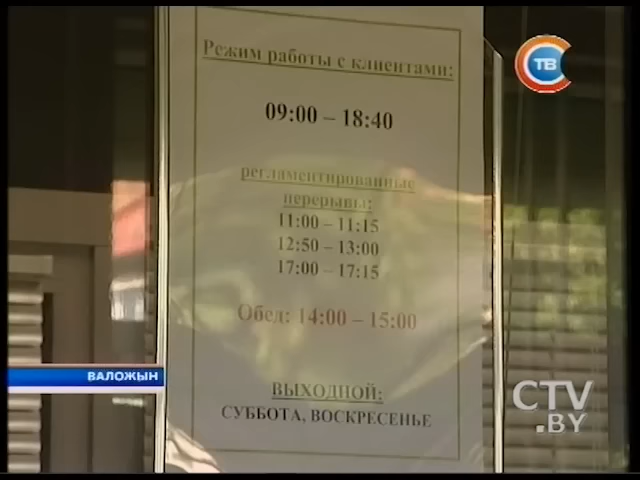 Режим работы с клиентами:
09:00 – 18:40
регламентированные
перерывы:
11:00 – 11:15
12:50 – 13:00
17:00 – 17:15
Обед: 14:00 – 15:00
ВЫХОДНОЙ:
СУББОТА, ВОСКРЕСЕНЬЕ
СТВ
ВАЛОЖЫН
CTV
.BY